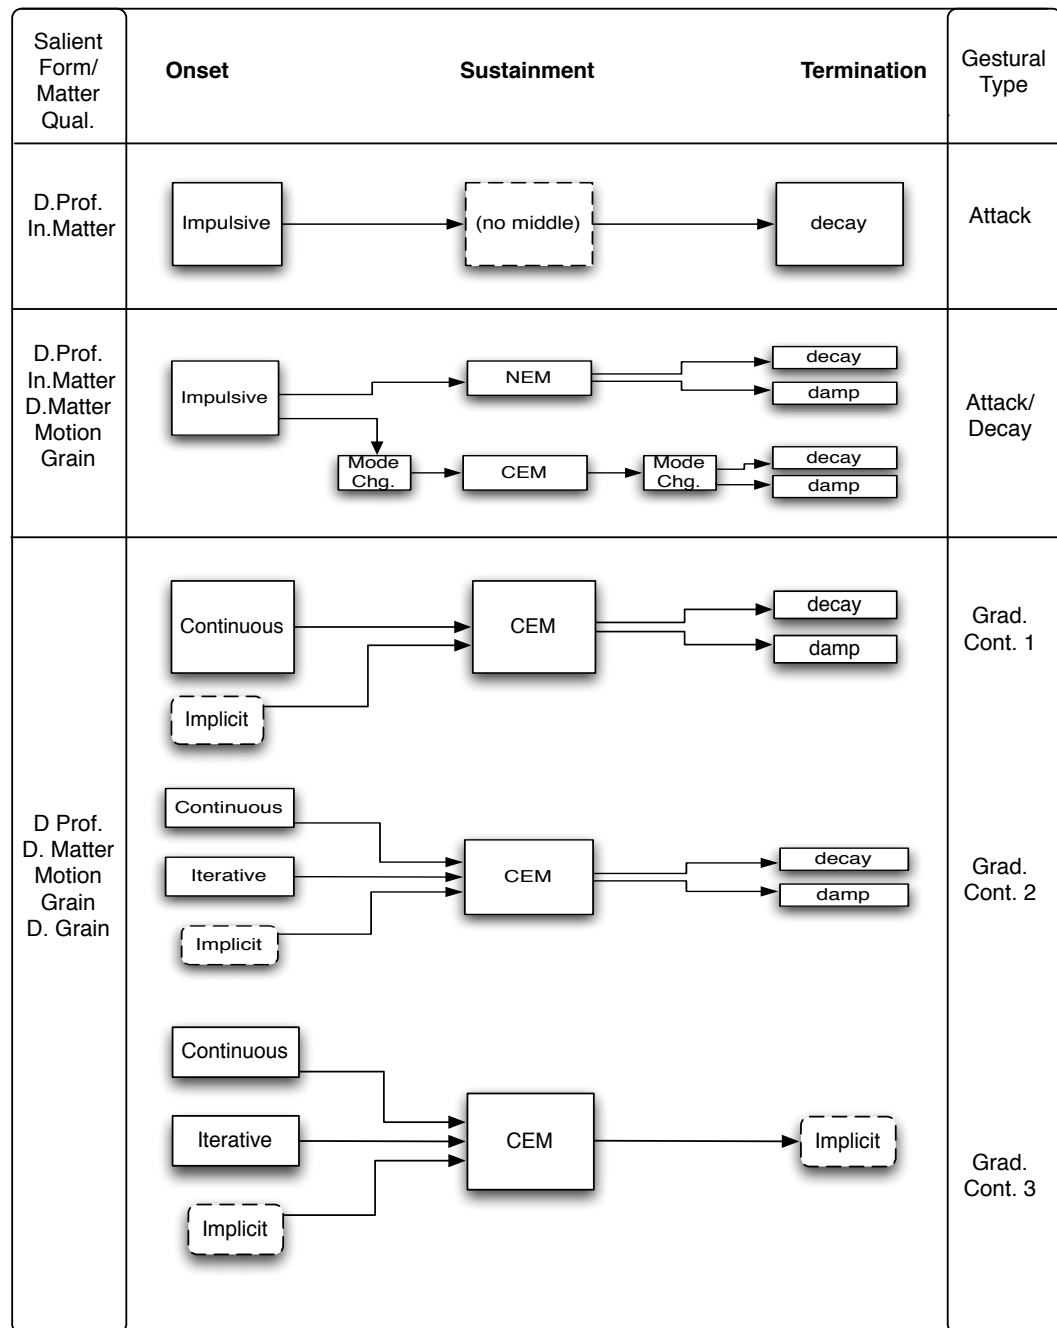 Salient
Form/
Matter
Qual.
Onset
Sustainment
Termination
Gestural
Type
D.Prof.
In.Matter
Impulsive
(no middle)
decay
Attack
D.Prof.
In.Matter
D.Matter
Motion
Grain
Impulsive
NEM
decay
damp
Mode
Chg.
CEM
Mode
Chg.
decay
damp
Attack/
Decay
D Prof.
D. Matter
Motion
Grain
D. Grain
Continuous
Implicit
CEM
decay
damp
Grad.
Cont. 1
Continuous
Iterative
Implicit
CEM
decay
damp
Grad.
Cont. 2
Continuous
Iterative
Implicit
CEM
Implicit
Grad.
Cont. 3